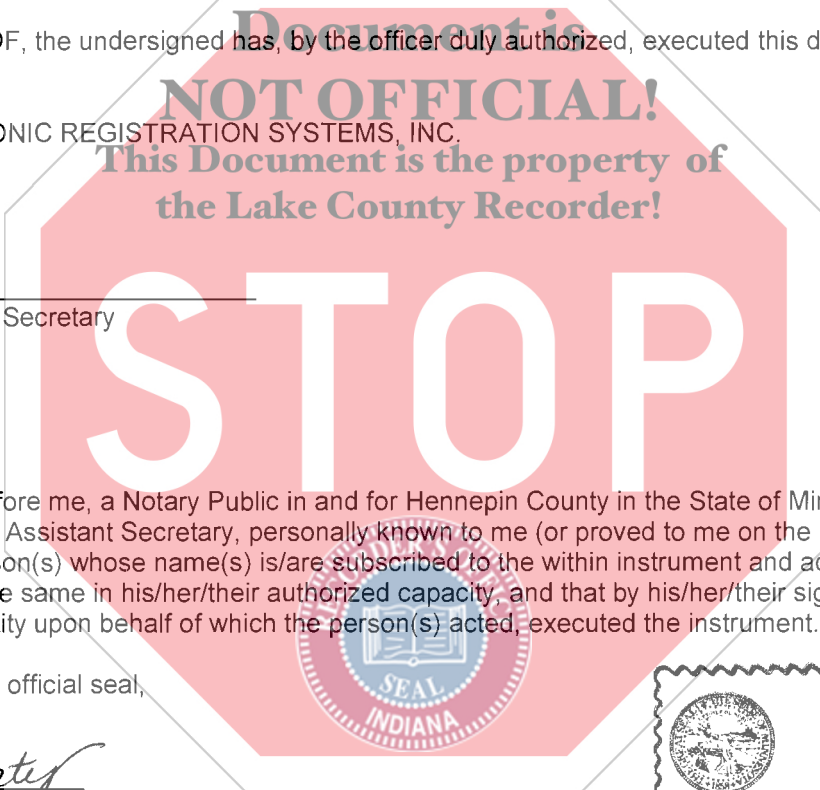 Document is
OF, the undersigned has, by the officer duly authorized, executed this d
NOT OFFICIAL!
ONIC REGISTRATION SYSTEMS, INC.
This Document is the property of
the Lake County Recorder!
Secretary
STOP
fore me, a Notary Public in and for Hennepin County in the State of Min
Assistant Secretary, personally known to me (or proved to me on the
on(s) whose name(s) is/are subscribed to the within instrument and ac
e same in his/her/their authorized capacity, and that by his/her/their sig
ity upon behalf of which the person(s) acted, executed the instrument.
SEAL
INDIANA
official seal,